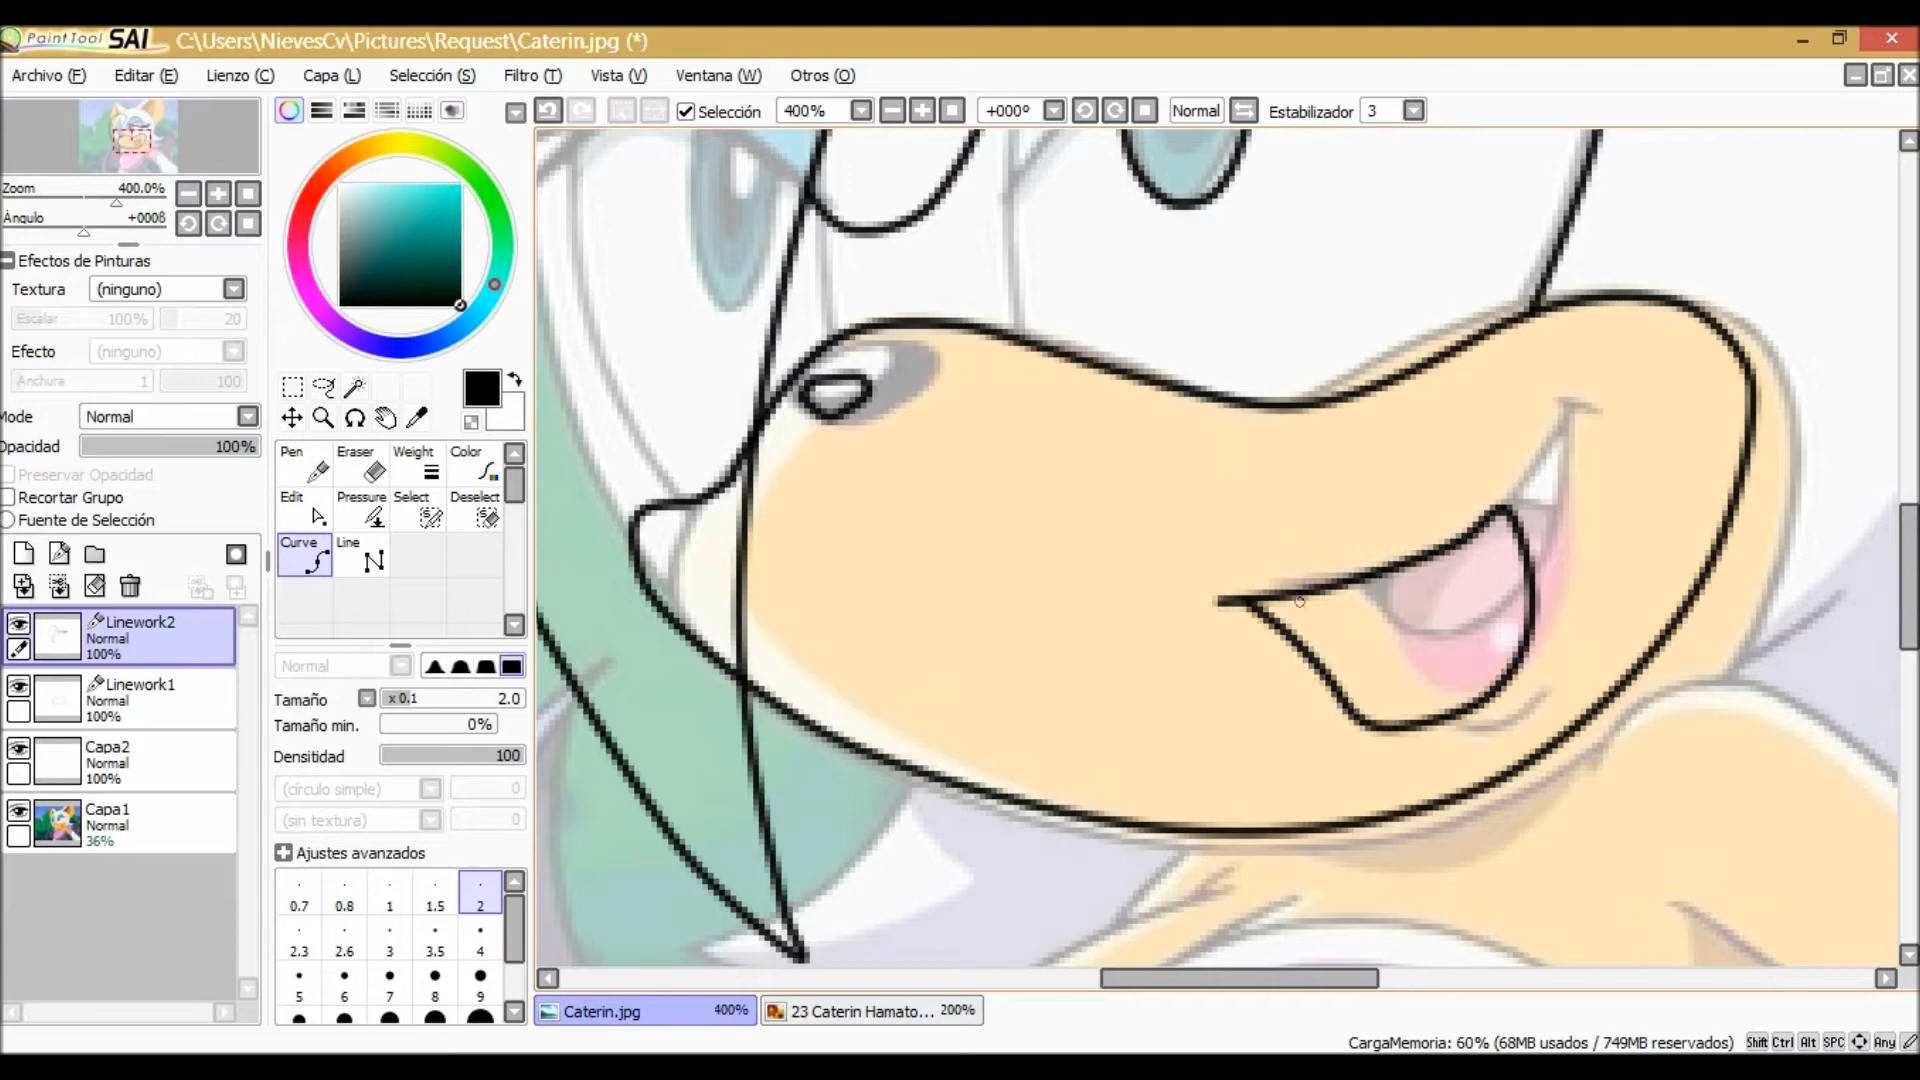 PaintTool SAI C:\Users\NievesCv\Pictures\Request\Caterin.jpg (*)
Archivo (F) Editar (E) Lienzo (C) Capa (L) Selección (S) Filtro (T) Vista (V) Ventana (W) Otros (O)
Selección 400% +000º Normal Estabilizador 3
Zoom 400.0%
Ángulo +000ß
Efectos de Pinturas
Textura (ninguno)
Escalar 100% 20
Efecto (ninguno)
Anchura 1 100
Mode Normal
Opacidad 100%
Preservar Opacidad
Recortar Grupo
Fuente de Selección
Linework2
Normal
100%
Linework1
Normal
100%
Capa2
Normal
100%
Capa1
Normal
36%
Pen Eraser Weight Color
Edit Pressure Select Deselect
Curve Line
Normal
Tamaño x 0.1 2.0
Tamaño min. 0%
Densitidad 100
(círculo simple) 0
(sin textura) 0
Ajustes avanzados
0.7 0.8 1 1.5 2
2.3 2.6 3 3.5 4
5 6 7 8 9
Caterin.jpg 400% 23 Caterin Hamato... 200%
CargaMemoria: 60% (68MB usados / 749MB reservados) Shift Ctrl Alt SPC Any